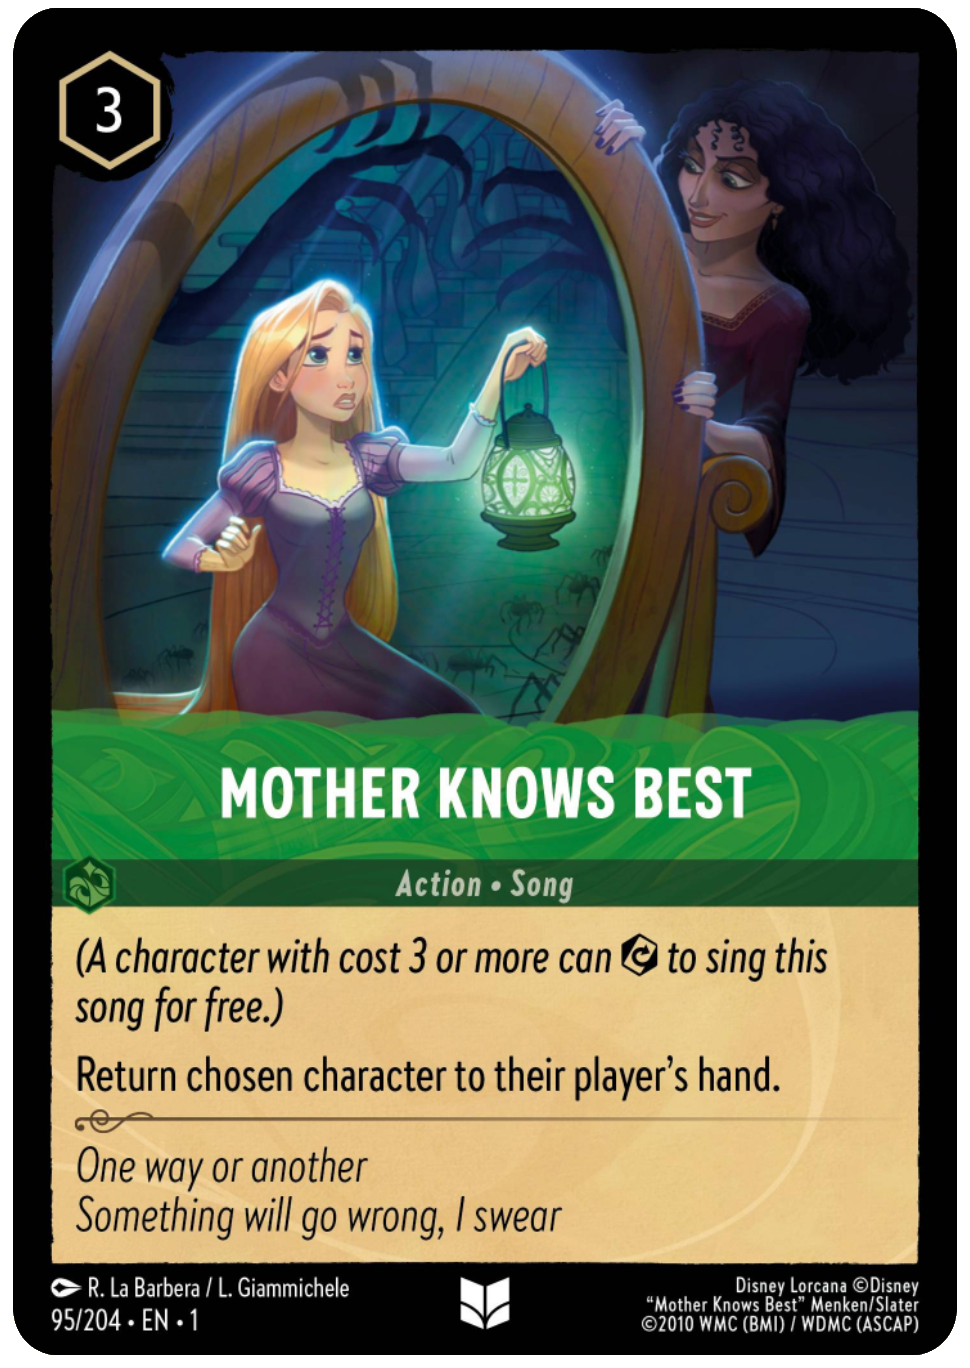 3
MOTHER KNOWS BEST
Action • Song
(A character with cost 3 or more can to sing this
song for free.)
Return chosen character to their player’s hand.
One way or another
Something will go wrong, I swear
R. La Barbera / L. Giammichele
95/204 • EN • 1
Disney Lorcana ©Disney
“Mother Knows Best” Menken/Slater
©2010 WMC (BMI) / WDMC (ASCAP)